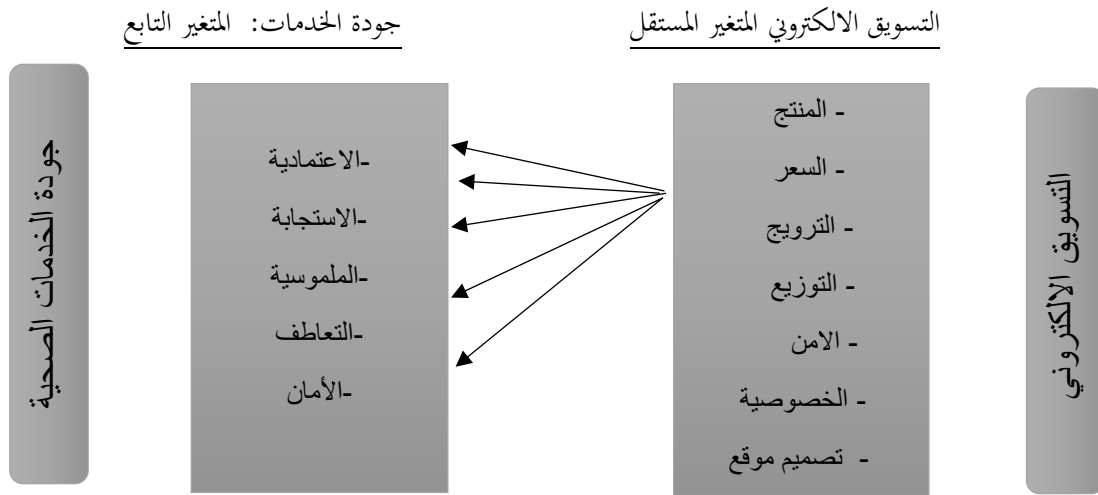 التسويق الالكتروني المتغير المستقل
جودة الخدمات: المتغير التابع
التسويق الالكتروني
- المنتج
- السعر
- الترويج
- التوزيع
- الامن
- الخصوصية
- تصميم موقع
-الاعتمادية
-الاستجابة
-الملموسية
-التعاطف
-الأمان
جودة الخدمات الصحية